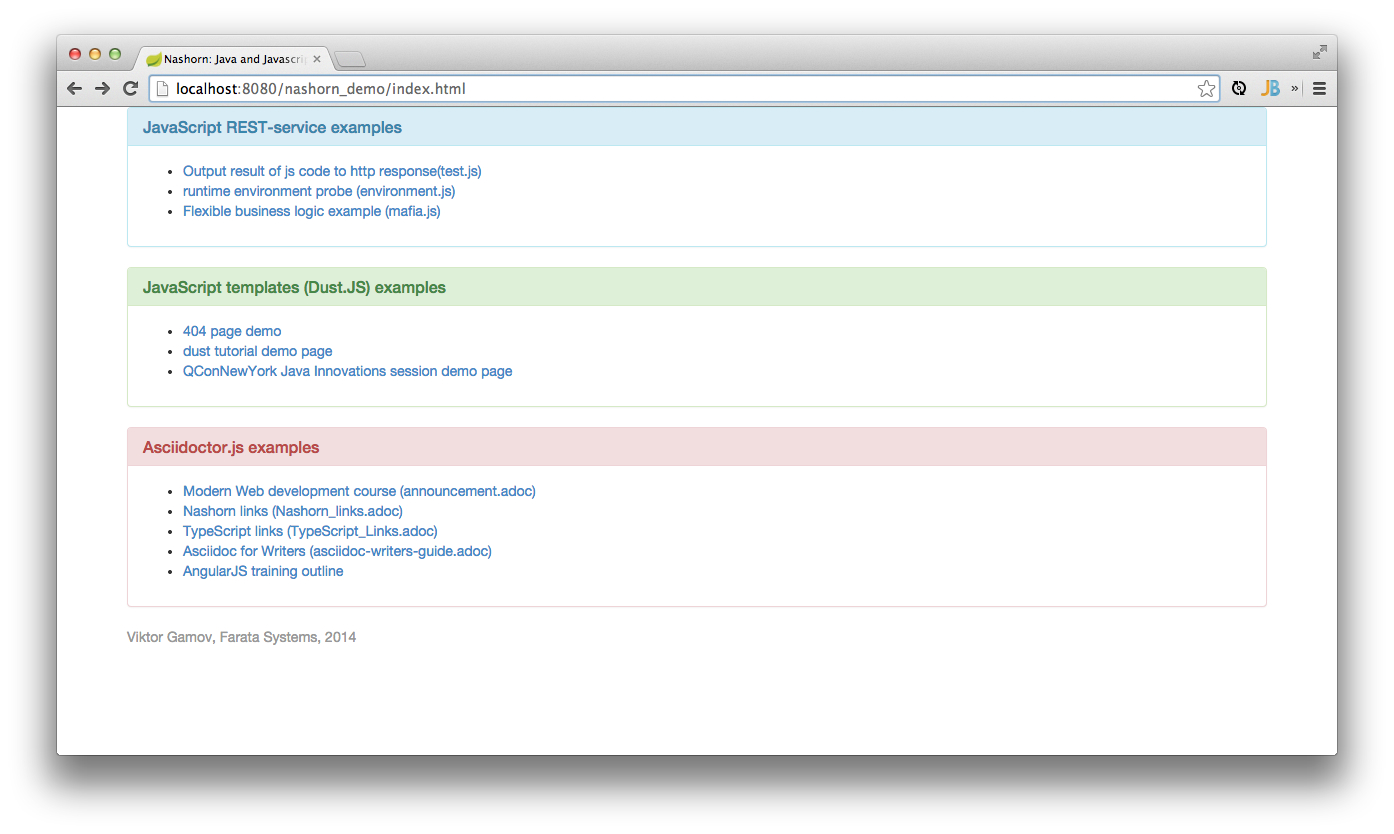 Nashorn: Java and Javascri
localhost:8080/nashorn_demo/index.html
JB
»
JavaScript REST-service examples
Output result of js code to http response(test.js)
runtime environment probe (environment.js)
Flexible business logic example (mafia.js)
JavaScript templates (Dust.JS) examples
404 page demo
dust tutorial demo page
QConNewYork Java Innovations session demo page
Asciidoctor.js examples
Modern Web development course (announcement.adoc)
Nashorn links (Nashorn_links.adoc)
TypeScript links (TypeScript_Links.adoc)
Asciidoc for Writers (asciidoc-writers-guide.adoc)
AngularJS training outline
Viktor Gamov, Farata Systems, 2014